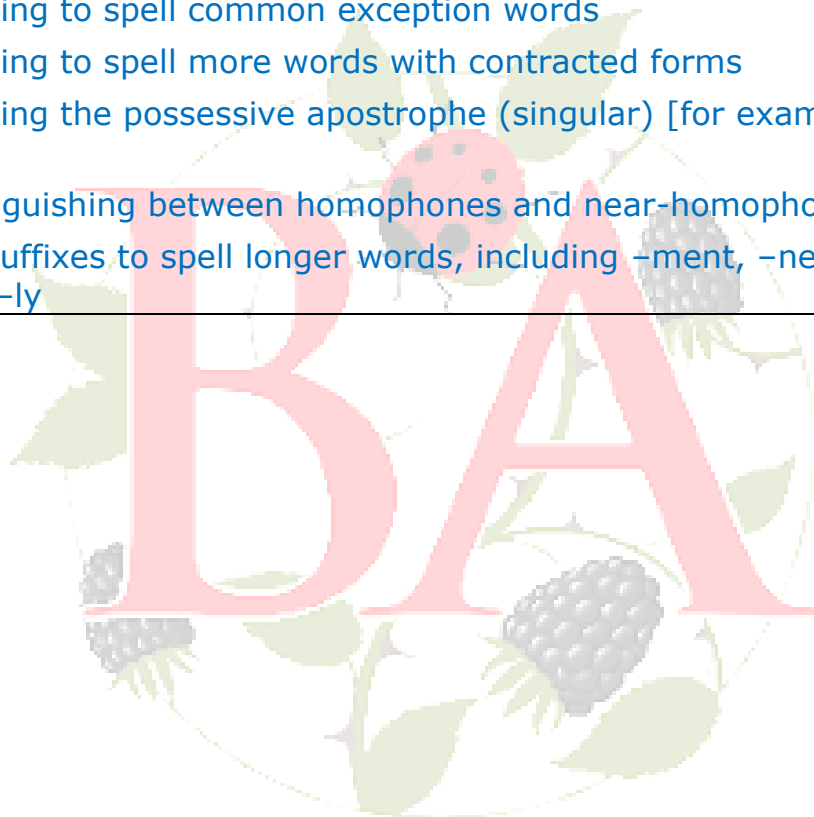 ing to spell common exception words
ing to spell more words with contracted forms
ing the possessive apostrophe (singular) [for exam
guishing between homophones and near-homopho
uffixes to spell longer words, including –ment, –ne
–ly
BA